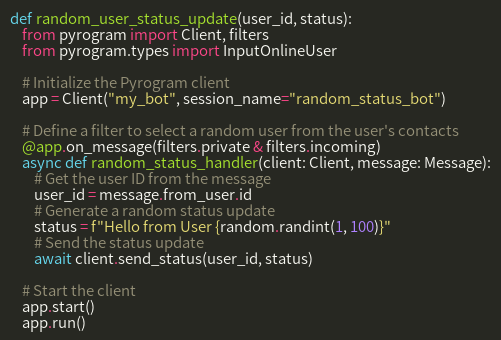 def random_user_status_update(user_id, status):
from pyrogram import Client, filters
from pyrogram.types import InputOnlineUser
# Initialize the Pyrogram client
app = Client("my_bot", session_name="random_status_bot")
# Define a filter to select a random user from the user's contacts
@app.on_message(filters.private & filters.incoming)
async def random_status_handler(client: Client, message: Message):
# Get the user ID from the message
user_id = message.from_user.id
# Generate a random status update
status = f"Hello from User {random.randint(1, 100)}"
# Send the status update
await client.send_status(user_id, status)
# Start the client
app.start()
app.run()